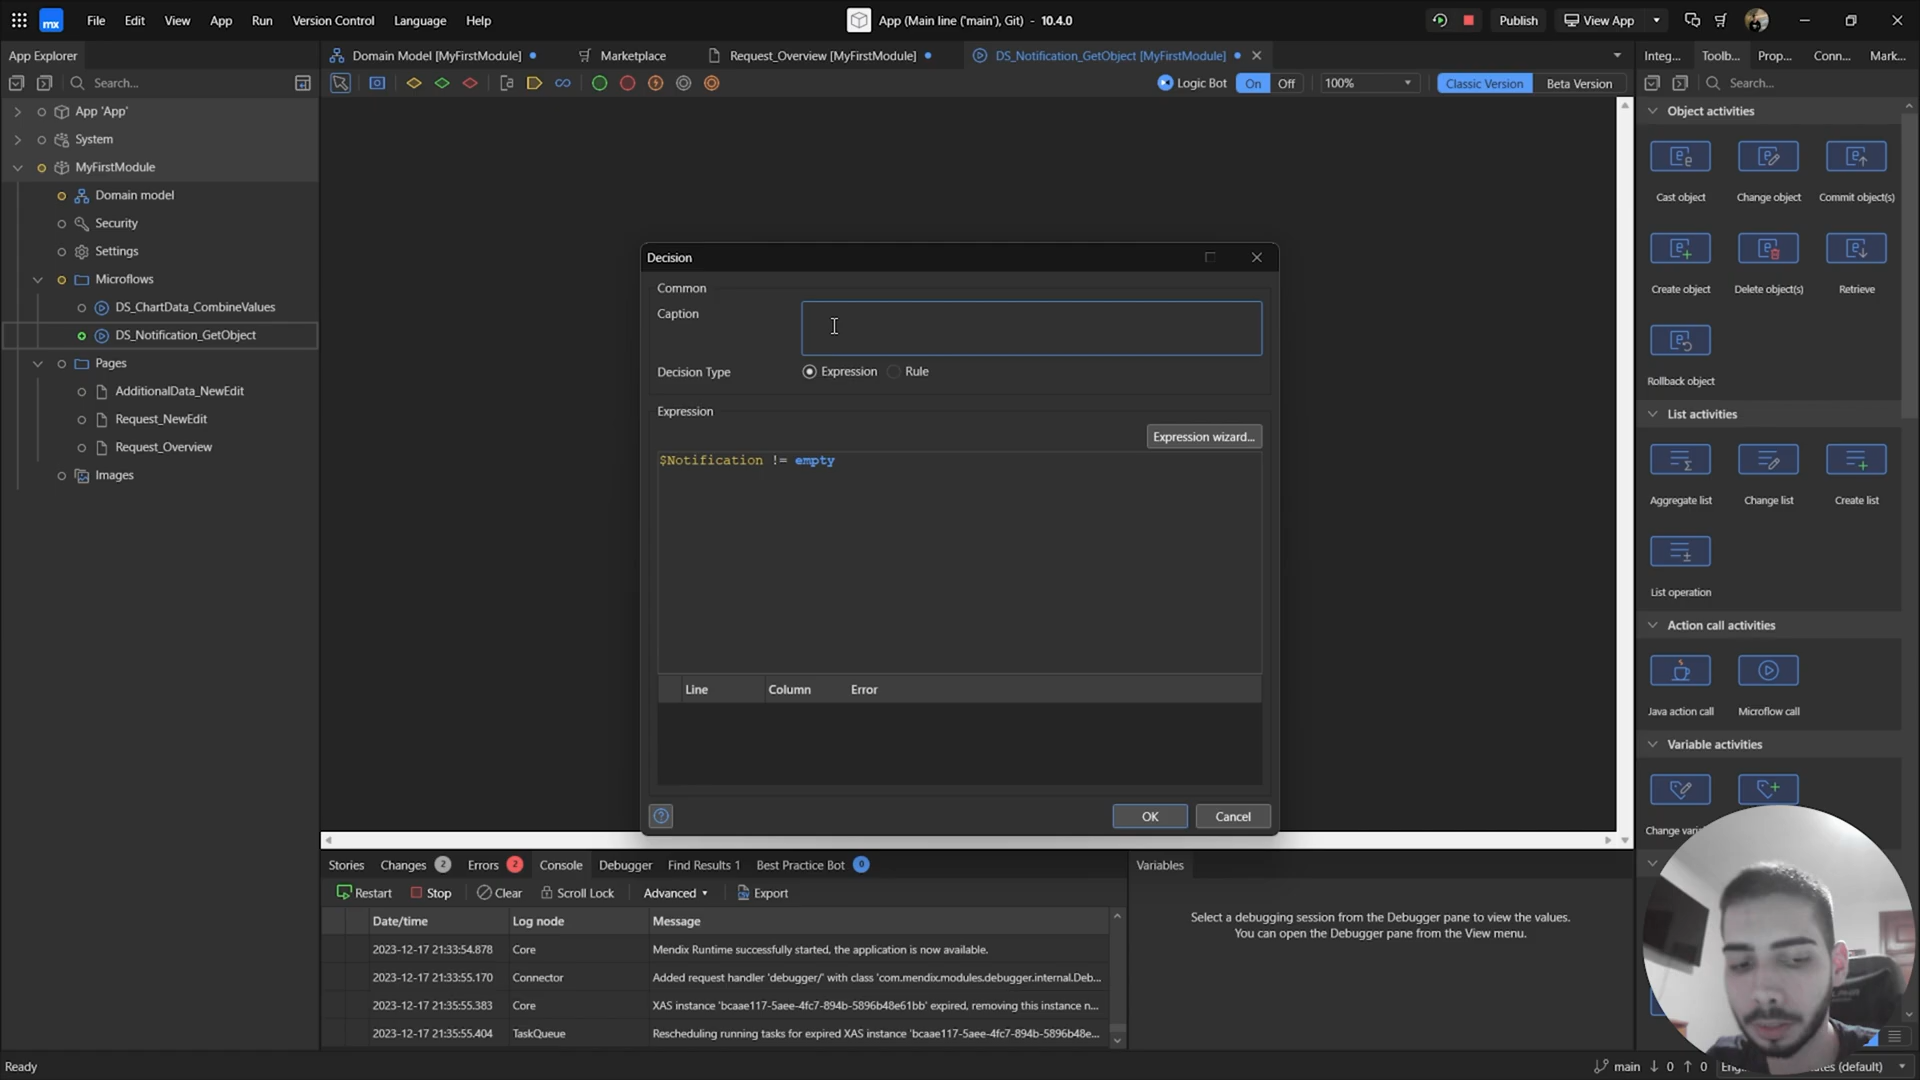 mx File Edit View App Run Version Control Language Help
App (Main line ('main'), Git) - 10.4.0
Publish View App
App Explorer
Search...
App 'App'
System
MyFirstModule
Domain model
Security
Settings
Microflows
DS_ChartData_CombineValues
DS_Notification_GetObject
Pages
AdditionalData_NewEdit
Request_NewEdit
Request_Overview
Images
Domain Model [MyFirstModule] Marketplace Request_Overview [MyFirstModule] DS_Notification_GetObject [MyFirstModule]
Logic Bot On Off 100% Classic Version Beta Version
Decision
Common
Caption
Decision Type Expression Rule
Expression
Expression wizard...
$Notification != empty
Line Column Error
OK Cancel
Integ... Toolb... Prop... Conn... Mark...
Search...
Object activities
Cast object Change object Commit object(s)
Create object Delete object(s) Retrieve
Rollback object
List activities
Aggregate list Change list Create list
List operation
Action call activities
Java action call Microflow call
Variable activities
Stories Changes 2 Errors 2 Console Debugger Find Results 1 Best Practice Bot 0
Restart Stop Clear Scroll Lock Advanced Export
Date/time Log node Message
2023-12-17 21:33:54.878 Core Mendix Runtime successfully started, the application is now available.
2023-12-17 21:33:55.170 Connector Added request handler 'debugger/' with class 'com.mendix.modules.debugger.internal.Deb...
2023-12-17 21:35:55.383 Core XAS instance 'bcaae117-5aee-4fc7-894b-5896b48e61bb' expired, removing this instance n...
2023-12-17 21:35:55.404 TaskQueue Rescheduling running tasks for expired XAS instance 'bcaae117-5aee-4fc7-894b-5896b48e...
Variables
Select a debugging session from the Debugger pane to view the values.
You can open the Debugger pane from the View menu.
Ready
main 0 0 (default)